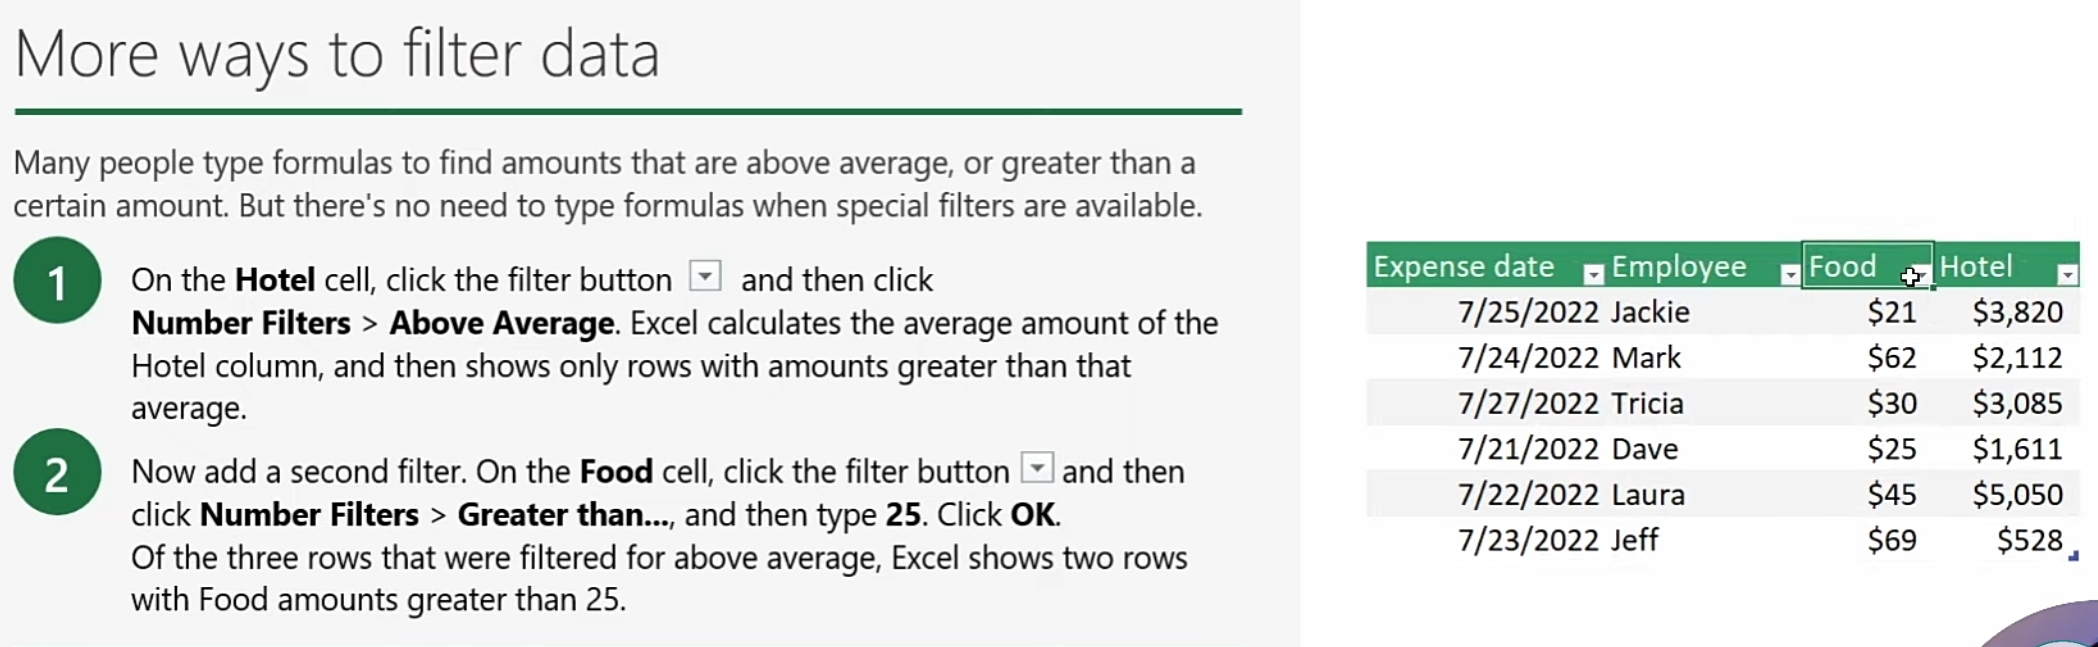 More ways to filter data
Many people type formulas to find amounts that are above average, or greater than a
certain amount. But there's no need to type formulas when special filters are available.
1
On the Hotel cell, click the filter button and then click
Number Filters > Above Average. Excel calculates the average amount of the
Hotel column, and then shows only rows with amounts greater than that
average.
2
Now add a second filter. On the Food cell, click the filter button and then
click Number Filters > Greater than..., and then type 25. Click OK.
Of the three rows that were filtered for above average, Excel shows two rows
with Food amounts greater than 25.
Expense date Employee Food Hotel
7/25/2022 Jackie $21 $3,820
7/24/2022 Mark $62 $2,112
7/27/2022 Tricia $30 $3,085
7/21/2022 Dave $25 $1,611
7/22/2022 Laura $45 $5,050
7/23/2022 Jeff $69 $528